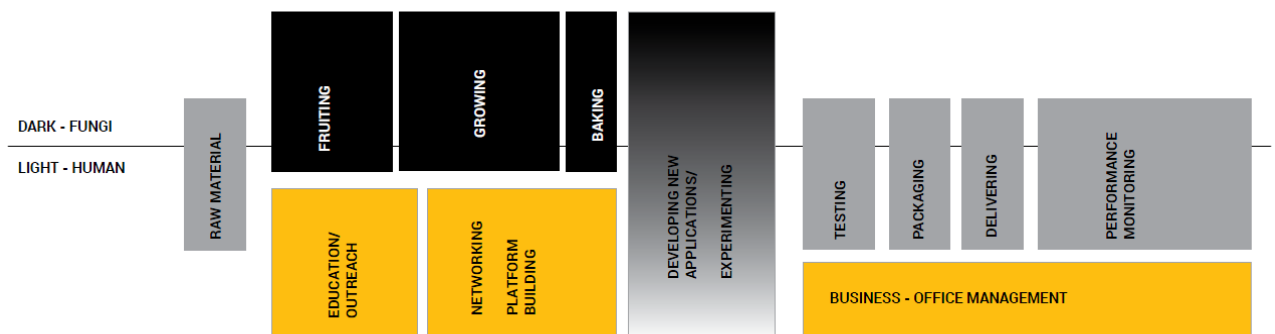 DARK - FUNGI
LIGHT - HUMAN
RAW MATERIAL
FRUITING
GROWING
BAKING
EDUCATION/
OUTREACH
NETWORKING
PLATFORM
BUILDING
DEVELOPING NEW
APPLICATIONS/
EXPERIMENTING
TESTING
PACKAGING
DELIVERING
PERFORMANCE
MONITORING
BUSINESS - OFFICE MANAGEMENT